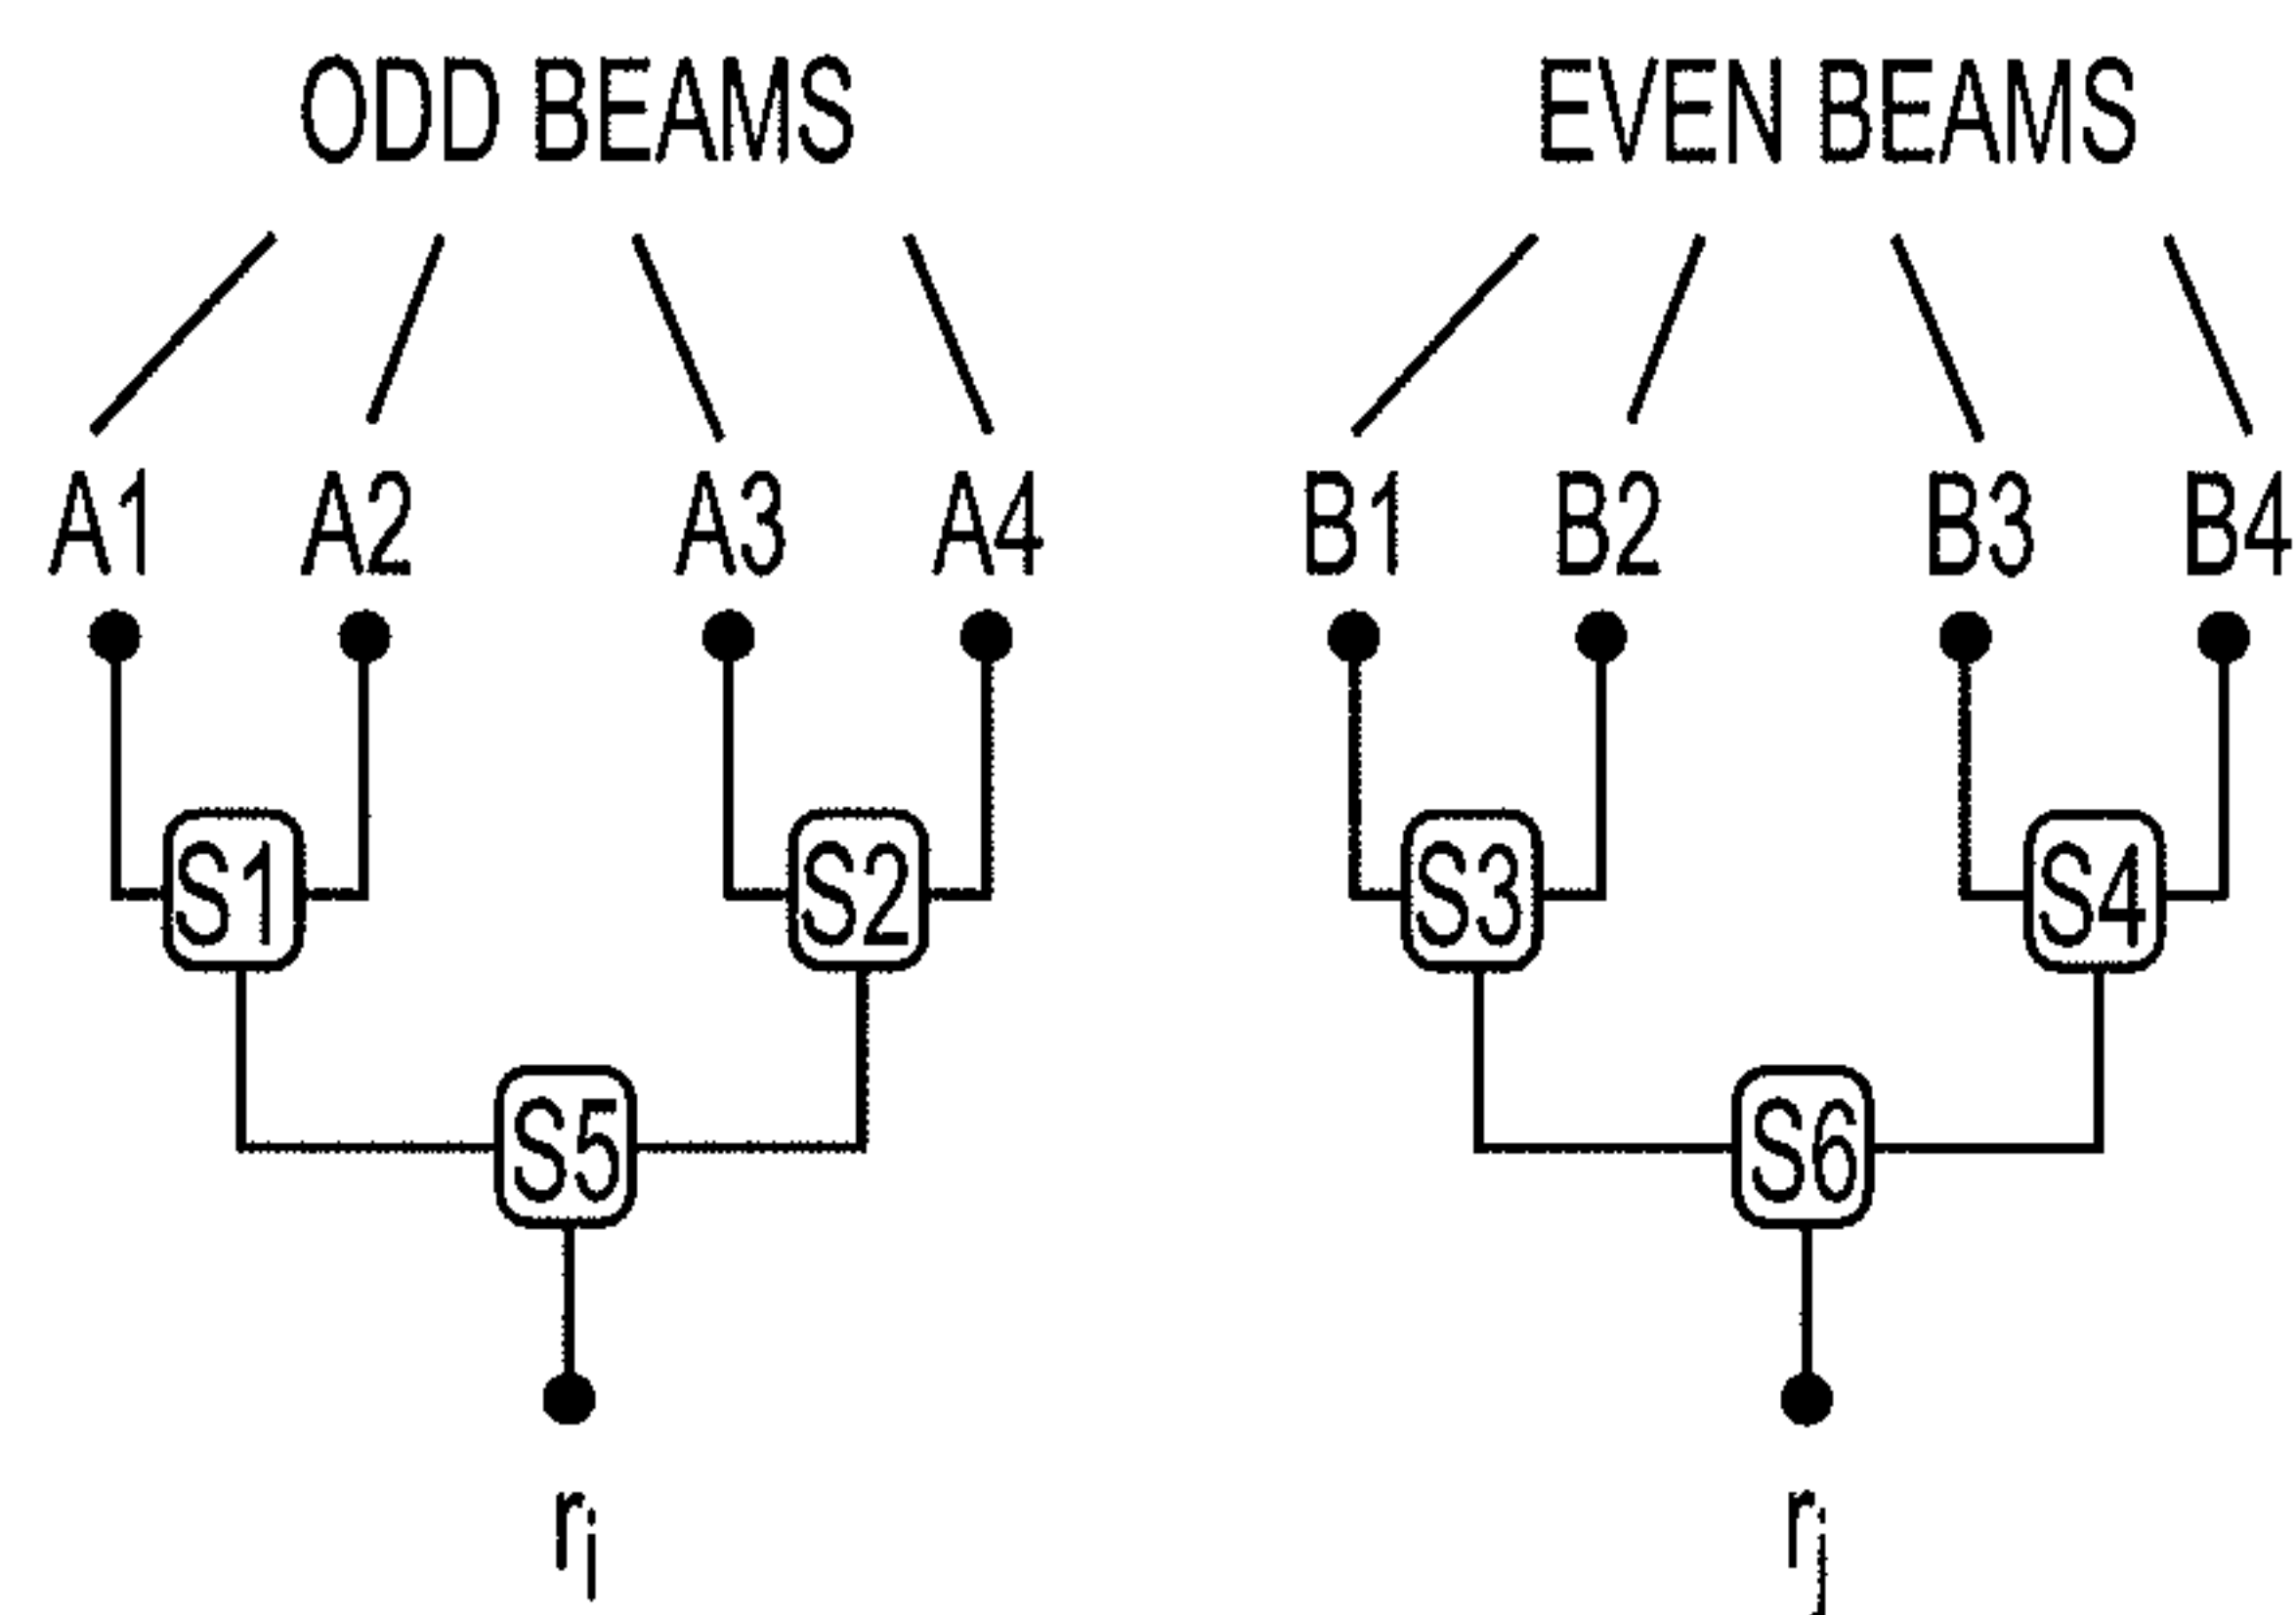 ODD BEAMS EVEN BEAMS
A1 A2 A3 A4 B1 B2 B3 B4
S1 S2 S3 S4
S5 S6
ri rj